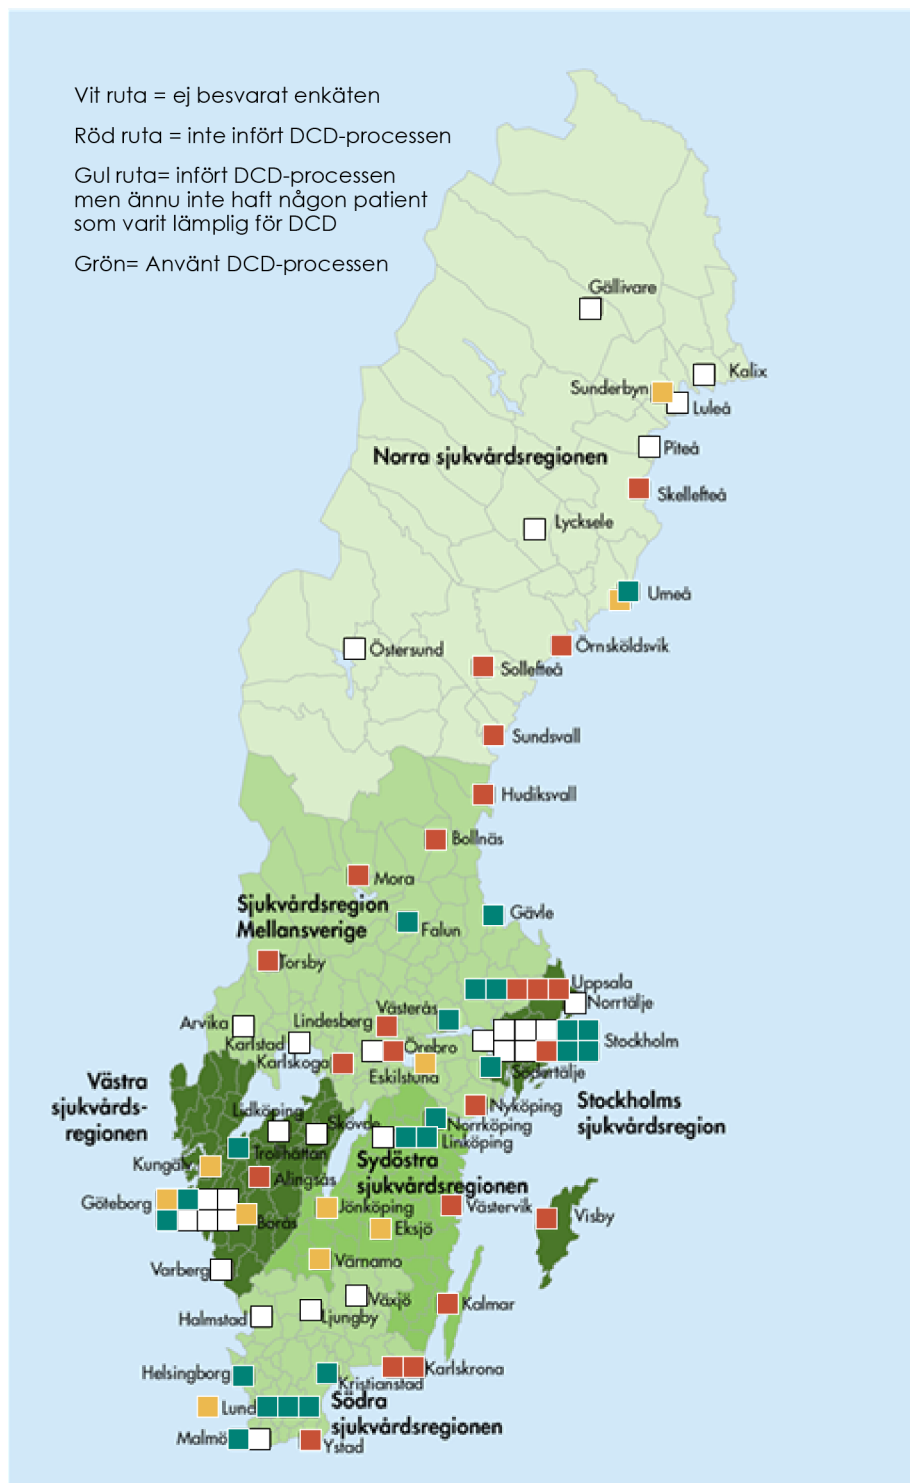 Vit ruta = ej besvarat enkäten
Röd ruta = inte infört DCD-processen
Gul ruta= infört DCD-processen
men ännu inte haft någon patient
som varit lämplig för DCD
Grön= Använt DCD-processen
Gällivare
Kalix
Sunderbyn
Luleå
Piteå
Norra sjukvårdsregionen
Skellefteå
Lycksele
Umeå
Östersund
Örnsköldsvik
Sollefteå
Sundsvall
Hudiksvall
Bollnäs
Mora
Sjukvårdsregion
Mellansverige
Gävle
Falun
Torsby
Uppsala
Norrtälje
Västerås
Arvika
Lindesberg
Karlstad
Örebro
Stockholm
Karlskoga
Eskilstuna
Södertälje
Västra
sjukvårds-
regionen
Stockholms
sjukvårdsregion
Nyköping
Lidköping
Skövde
Norrköping
Linköping
Trollhättan
Kungälv
Sydöstra
sjukvårdsregionen
Alingsås
Göteborg
Jönköping
Västervik
Visby
Borås
Eksjö
Värnamo
Varberg
Växjö
Kalmar
Halmstad
Ljungby
Helsingborg
Karlskrona
Kristianstad
Lund
Södra
sjukvårdsregionen
Malmö
Ystad